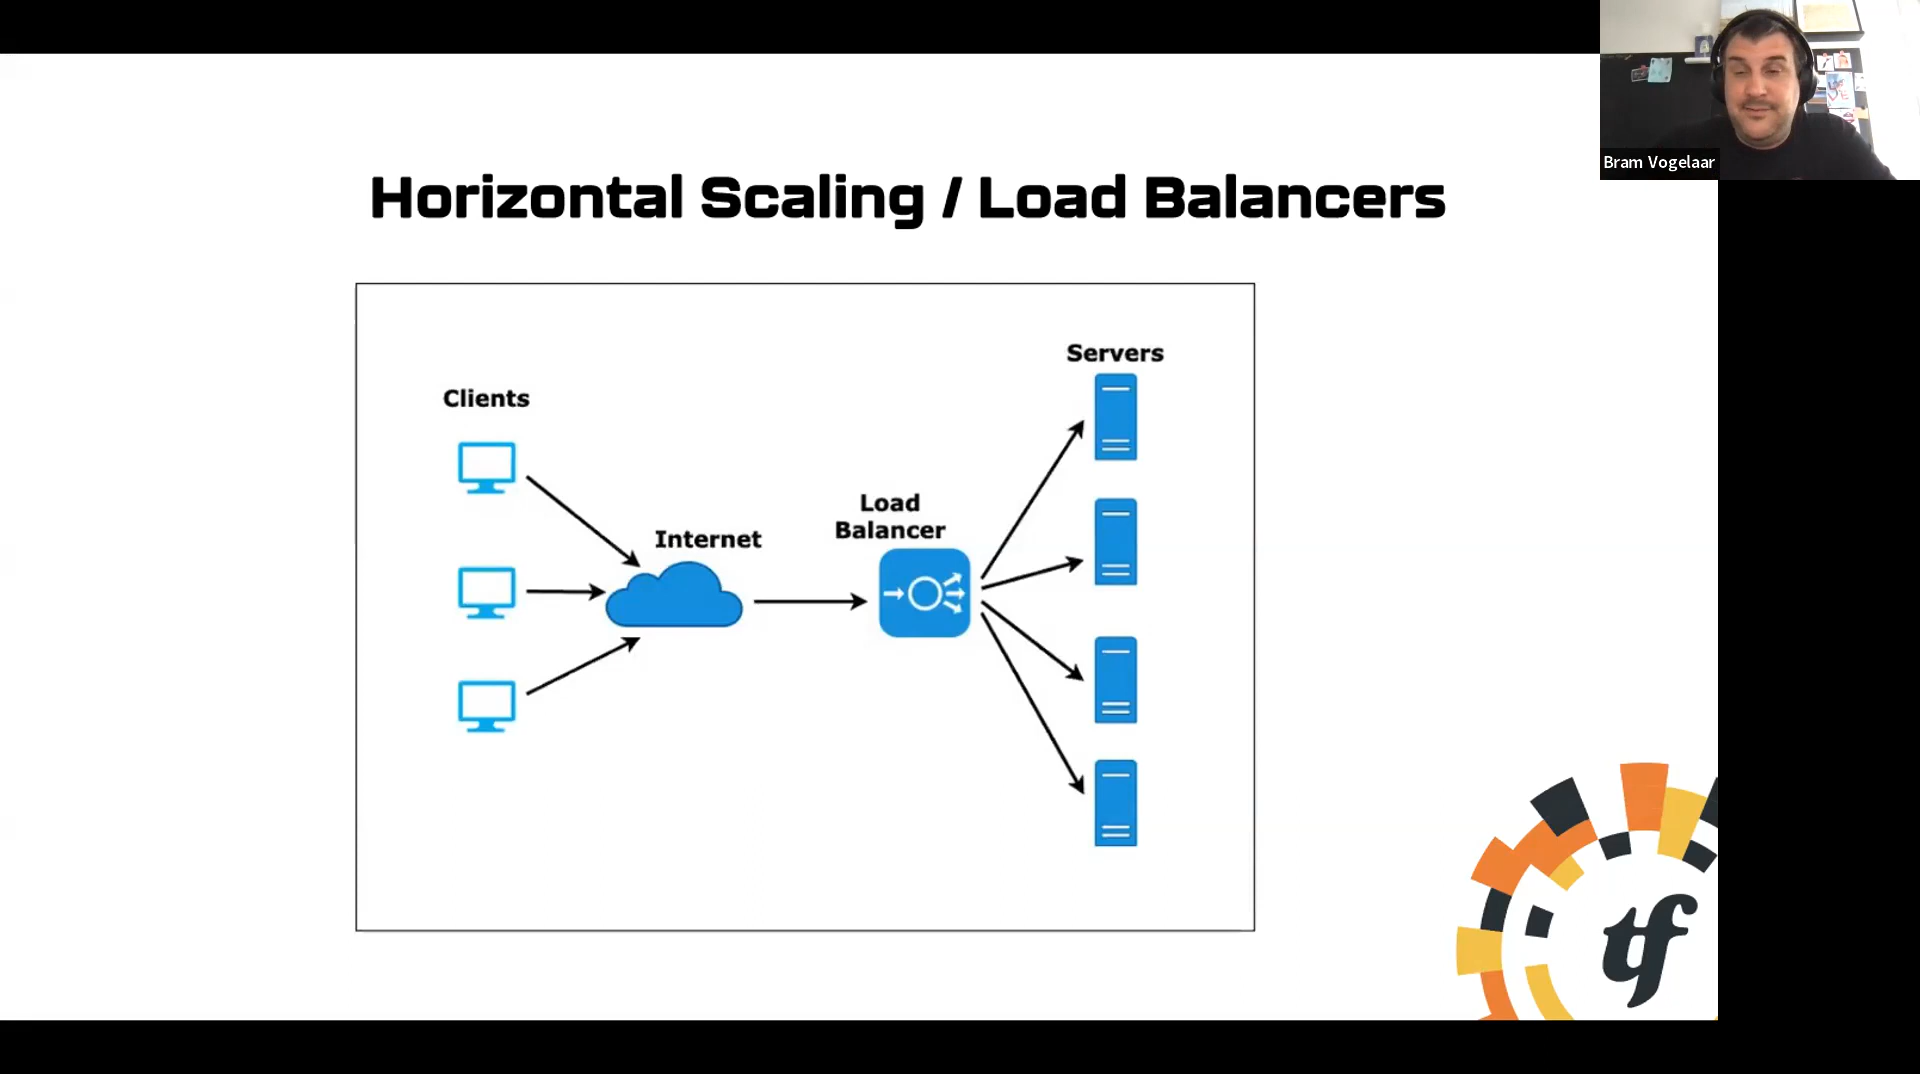 Bram Vogelaar
Horizontal Scaling / Load Balancers
Servers
Clients
Load
Balancer
Internet
tf